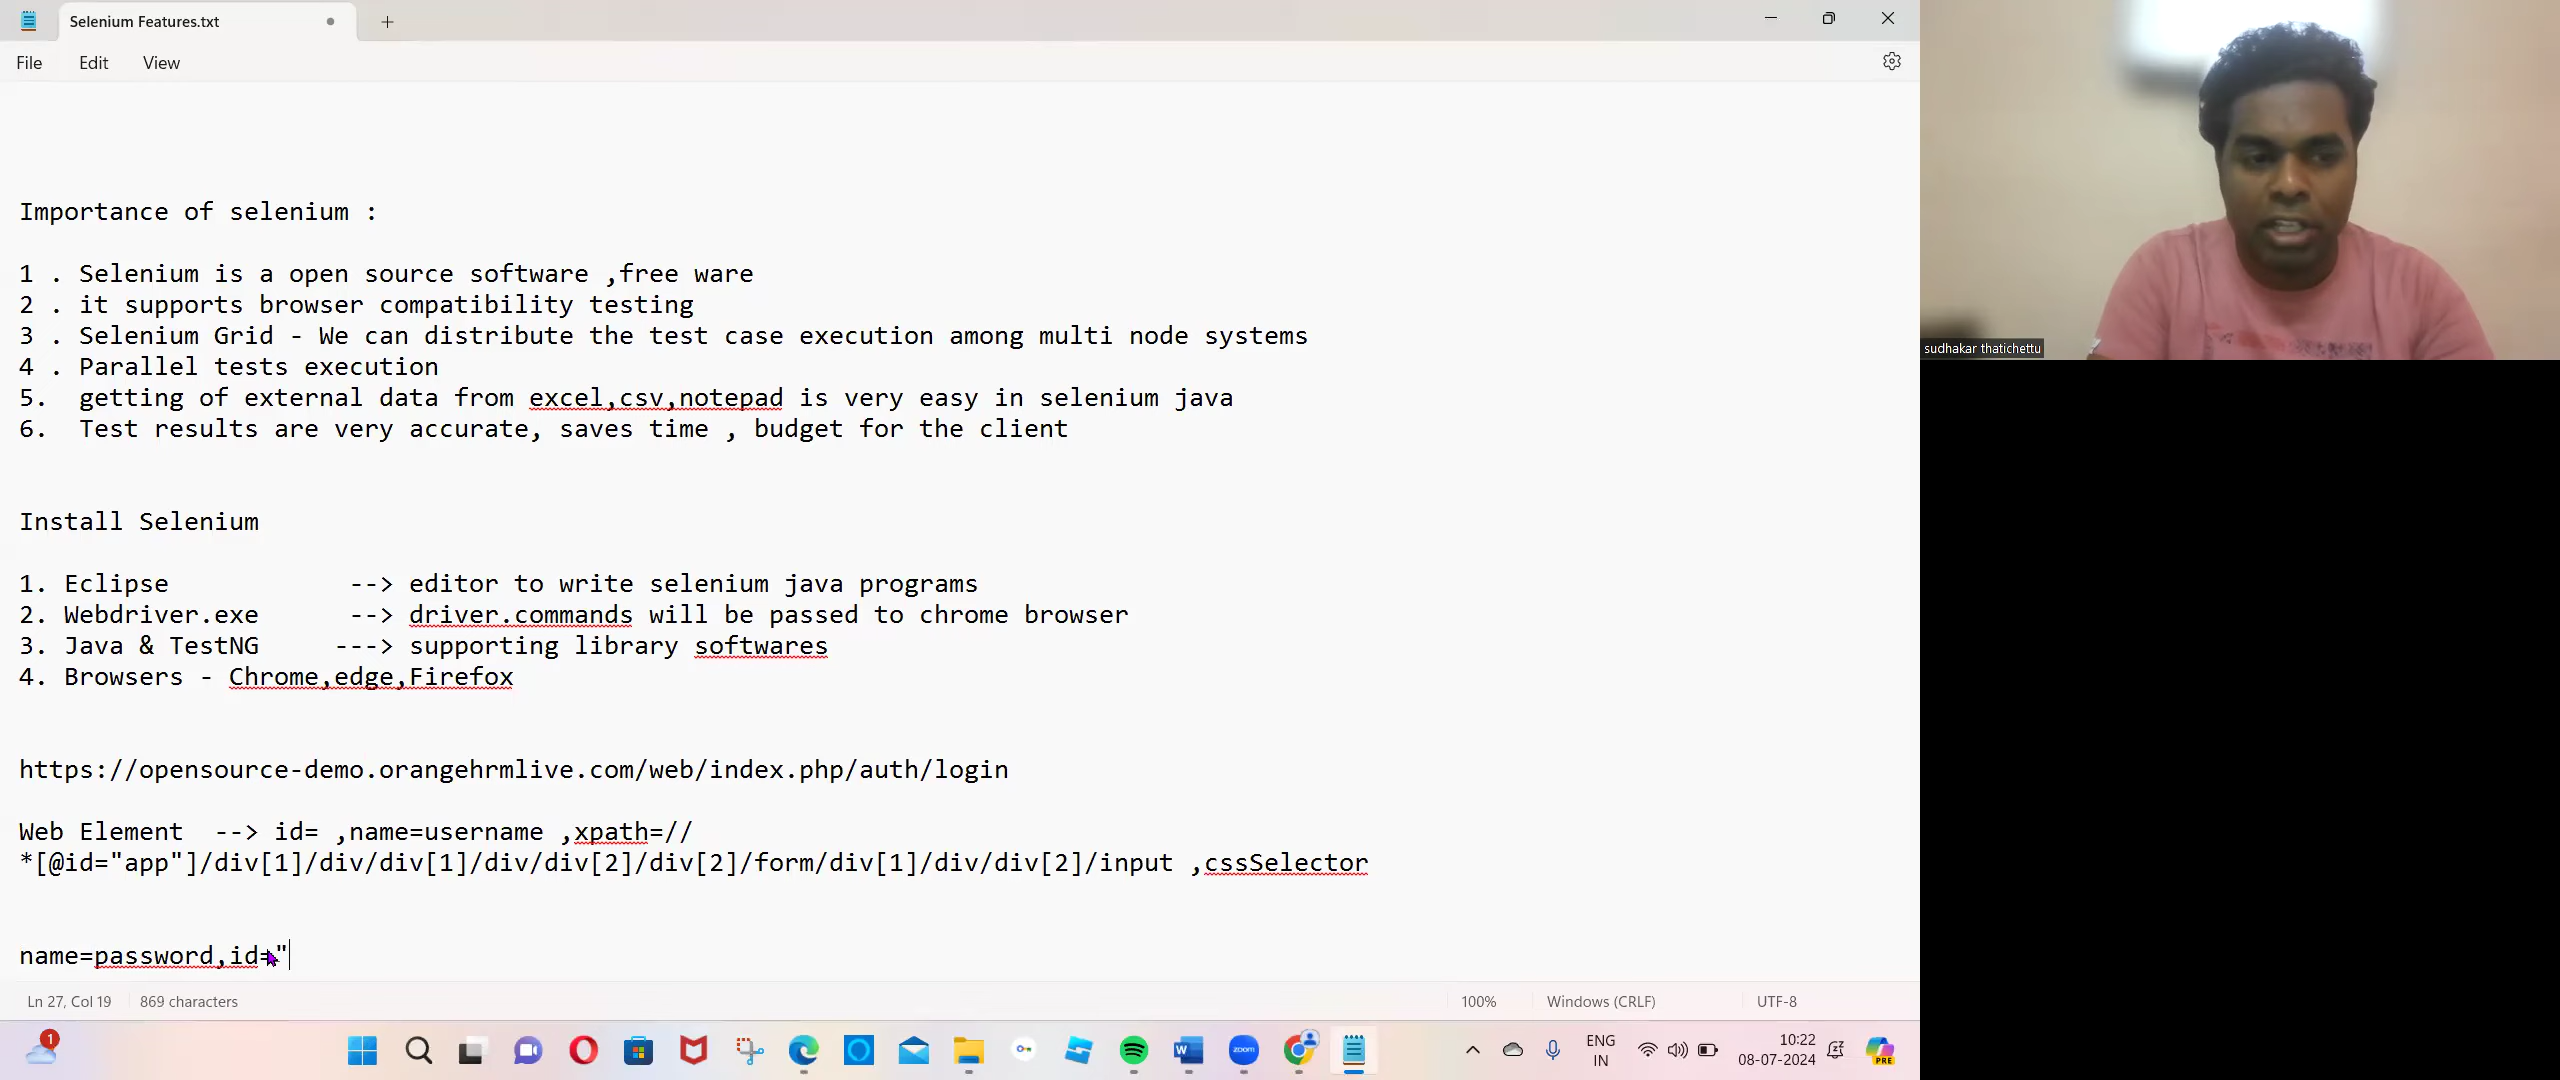 Selenium Features.txt
File Edit View
Importance of selenium :
1 . Selenium is a open source software ,free ware
2 . it supports browser compatibility testing
3 . Selenium Grid - We can distribute the test case execution among multi node systems
4 . Parallel tests execution
5. getting of external data from excel,csv,notepad is very easy in selenium java
6. Test results are very accurate, saves time , budget for the client
Install Selenium
1. Eclipse --> editor to write selenium java programs
2. Webdriver.exe --> driver.commands will be passed to chrome browser
3. Java & TestNG ---> supporting library softwares
4. Browsers - Chrome,edge,Firefox
https://opensource-demo.orangehrmlive.com/web/index.php/auth/login
Web Element --> id= ,name=username ,xpath=//
*[@id="app"]/div[1]/div/div[1]/div/div[2]/div[2]/form/div[1]/div/div[2]/input ,cssSelector
name=password,id="
Ln 27, Col 19 869 characters 100% Windows (CRLF) UTF-8
sudhakar thatichettu
1
W
zoom
ENG
IN
10:22
08-07-2024
PRE